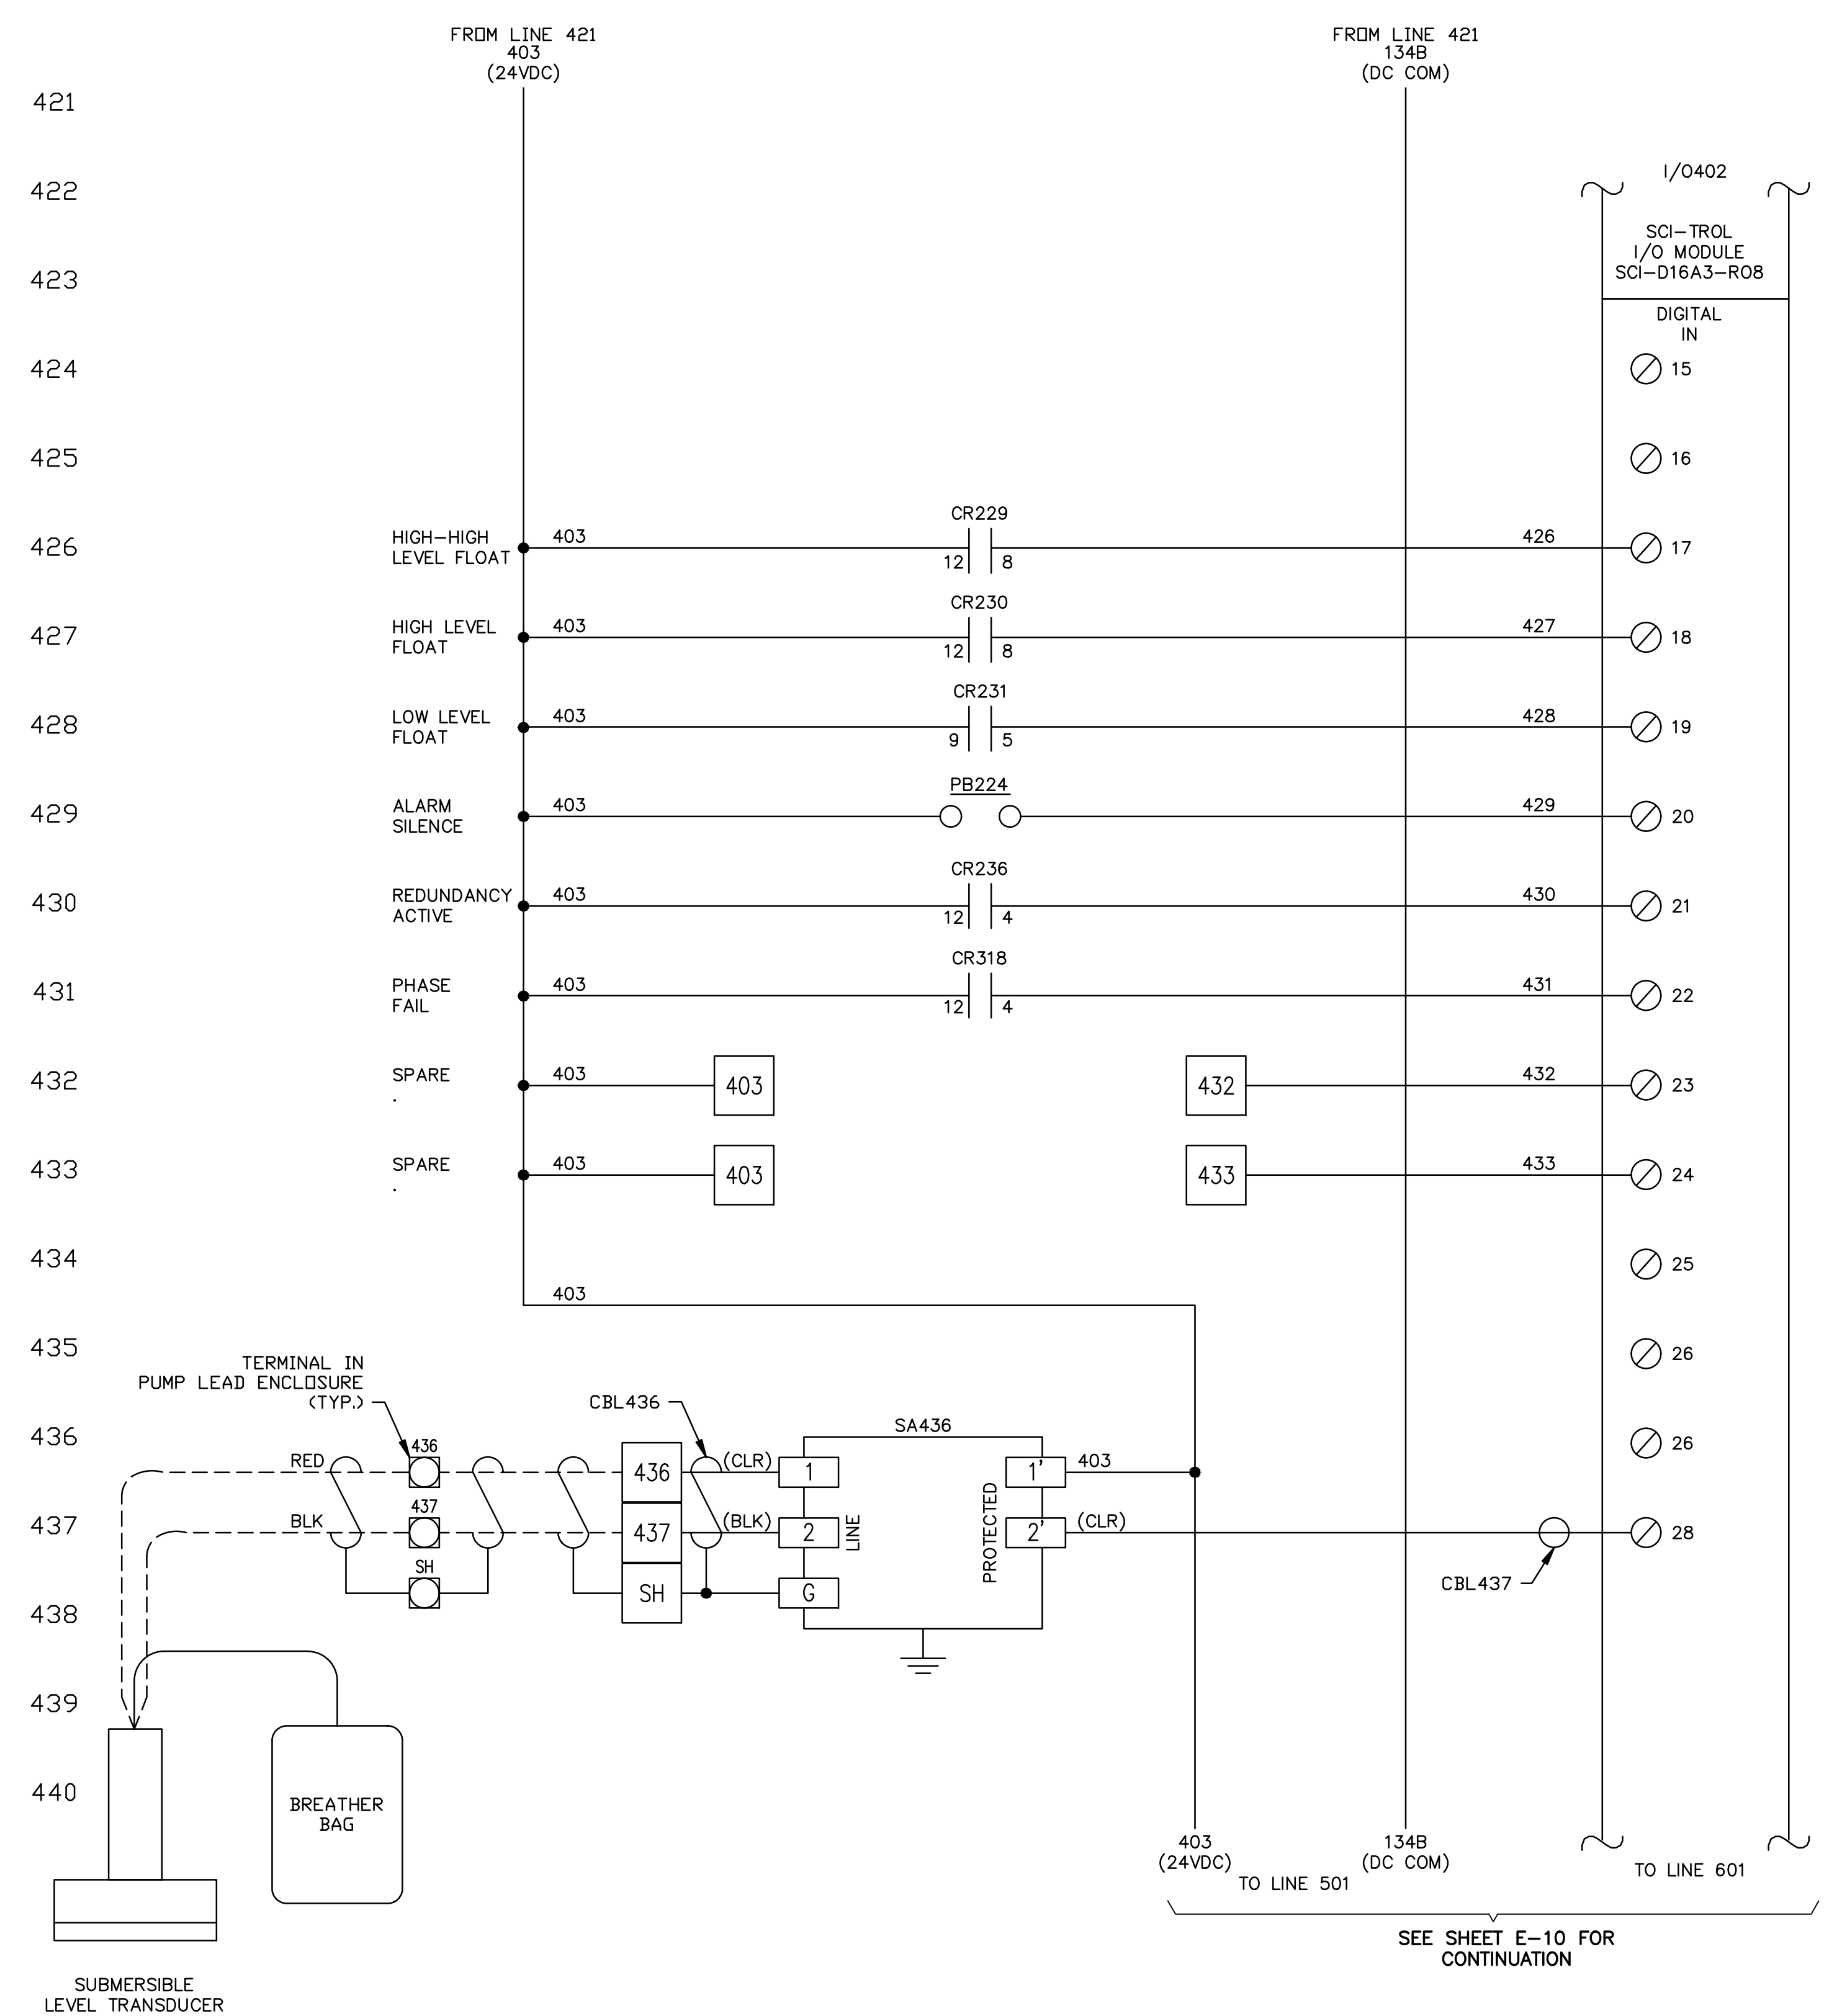 FROM LINE 421
403
(24VDC)
FROM LINE 421
134B
(DC COM)
421
422
I/O402
SCI-TROL
I/O MODULE
SCI-D16A3-RO8
423
DIGITAL
IN
424
15
425
16
426
HIGH-HIGH
LEVEL FLOAT
403
CR229
12
8
426
17
427
HIGH LEVEL
FLOAT
403
CR230
12
8
427
18
428
LOW LEVEL
FLOAT
403
CR231
9
5
428
19
429
ALARM
SILENCE
403
PB224
429
20
430
REDUNDANCY
ACTIVE
403
CR236
12
4
430
21
431
PHASE
FAIL
403
CR318
12
4
431
22
432
SPARE
.
403
403
432
432
23
433
SPARE
.
403
403
433
433
24
434
25
403
435
26
TERMINAL IN
PUMP LEAD ENCLOSURE
(TYP.)
CBL436
436
SA436
26
RED
436
436
(CLR)
1
1'
403
437
BLK
437
437
(BLK)
2
LINE
PROTECTED
2'
(CLR)
28
CBL437
SH
SH
G
438
439
440
BREATHER
BAG
403
(24VDC)
134B
(DC COM)
TO LINE 501
TO LINE 601
SEE SHEET E-10 FOR
CONTINUATION
SUBMERSIBLE
LEVEL TRANSDUCER